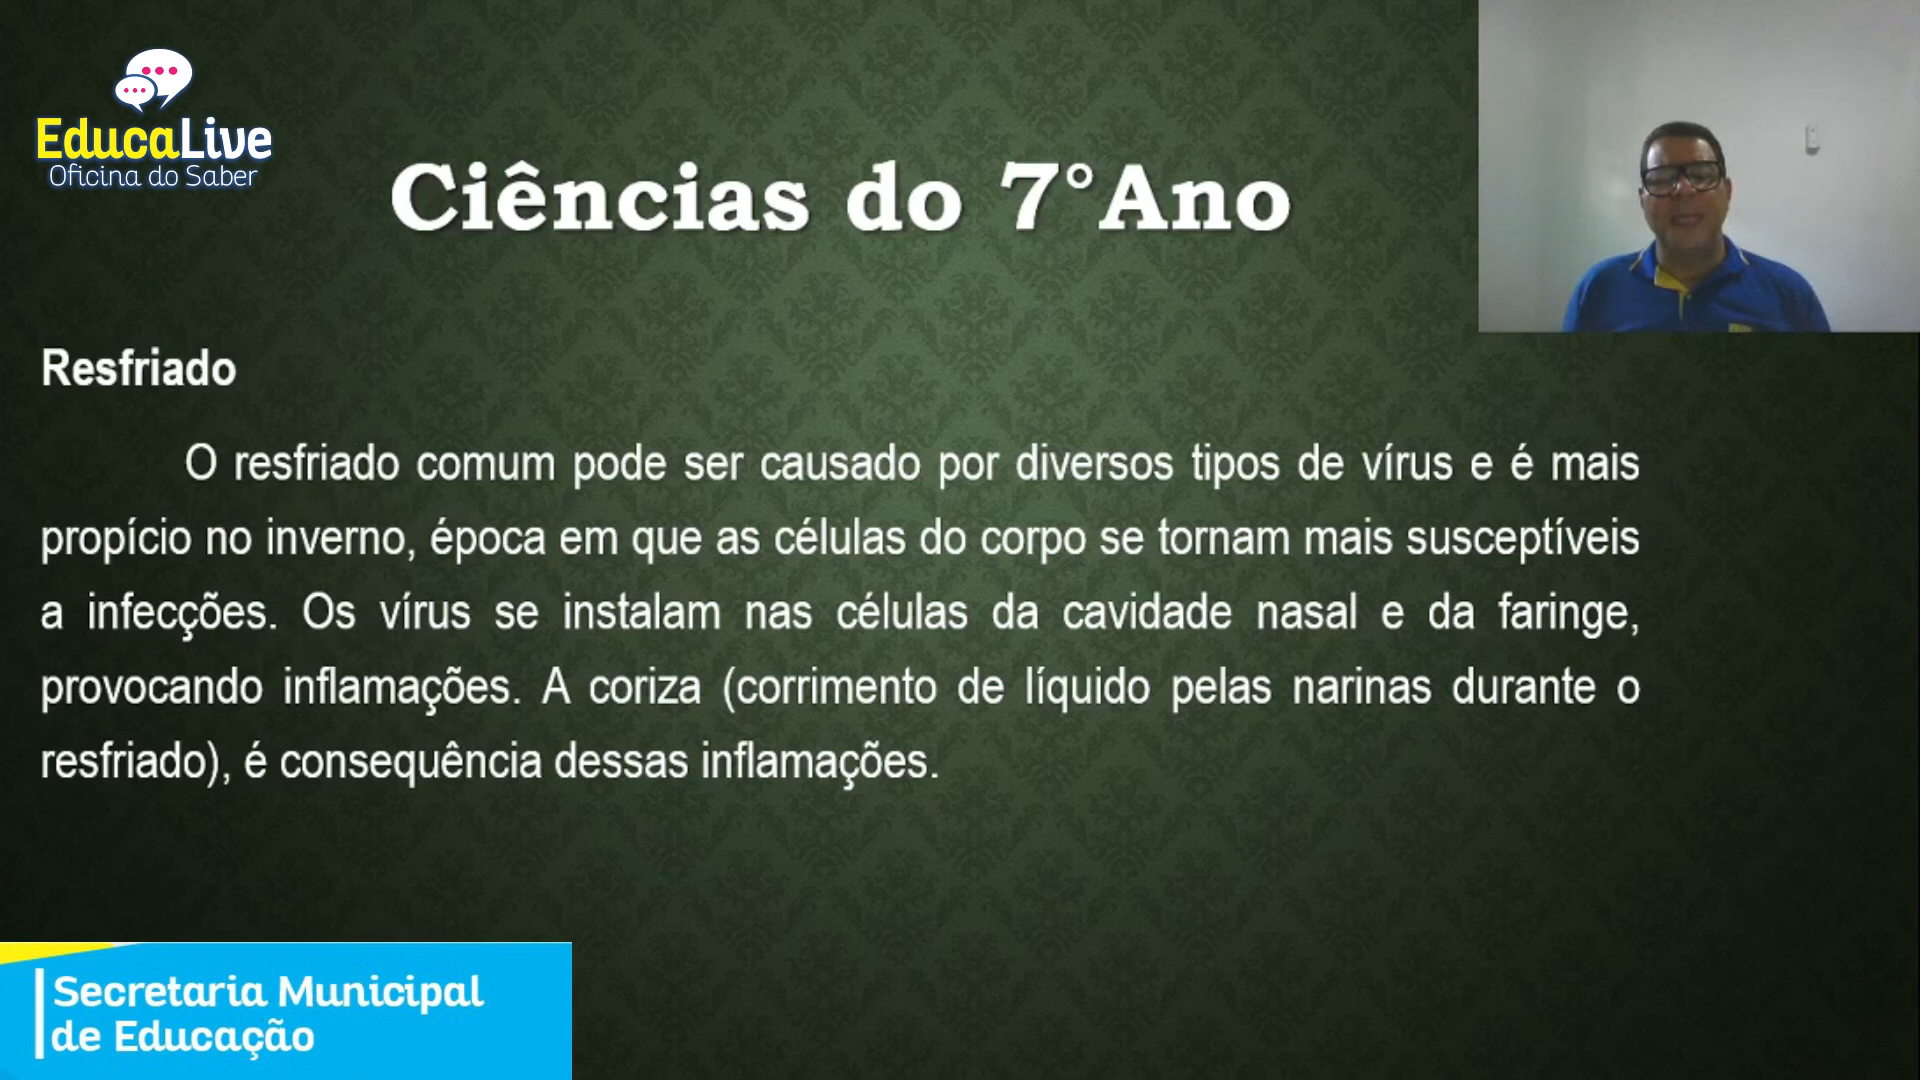 EducaLive
Oficina do Saber
Ciências do 7°Ano
Resfriado
O resfriado comum pode ser causado por diversos tipos de vírus e é mais
propício no inverno, época em que as células do corpo se tornam mais susceptíveis
a infecções. Os vírus se instalam nas células da cavidade nasal e da faringe,
provocando inflamações. A coriza (corrimento de líquido pelas narinas durante o
resfriado), é consequência dessas inflamações.
Secretaria Municipal
de Educação